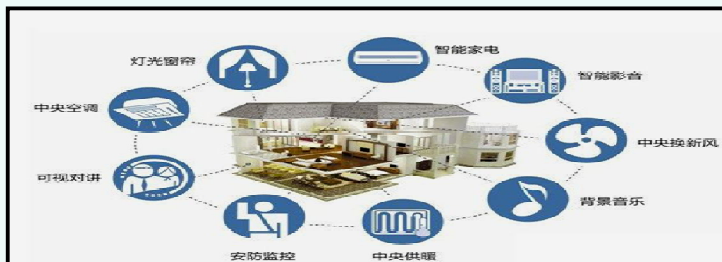 智能家电
灯光窗帘
智能影音
中央空调
中央换新风
可视对讲
背景音乐
安防监控
中央供暖